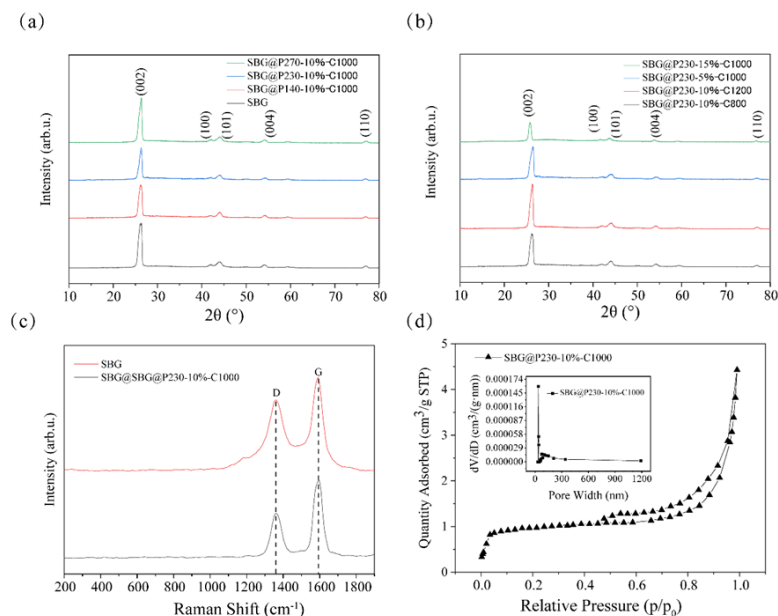 (a)
SBG@P270-10%-C1000
SBG@P230-10%-C1000
SBG@P140-10%-C1000
SBG
(002)
(100)
(101)
(004)
(110)
Intensity (arb.u.)
10 20 30 40 50 60 70 80
2θ (°)
(b)
SBG@P230-15%-C1000
SBG@P230-5%-C1000
SBG@P230-10%-C1200
SBG@P230-10%-C800
(002)
(100)
(101)
(004)
(110)
Intensity (arb.u.)
10 20 30 40 50 60 70 80
2θ (°)
(c)
SBG
SBG@SBG@P230-10%-C1000
D
G
Intensity (arb.u.)
200 400 600 800 1000 1200 1400 1600 1800
Raman Shift (cm⁻¹)
(d)
SBG@P230-10%-C1000
5
4
3
2
1
0
Quantity Adsorbed (cm³/g STP)
0.0 0.2 0.4 0.6 0.8 1.0
Relative Pressure (p/p₀)
SBG@P230-10%-C1000
0.000174
0.000145
0.000116
0.000087
0.000058
0.000029
0.000000
dV/dD (cm³/(g·nm))
0 300 600 900 1200
Pore Width (nm)